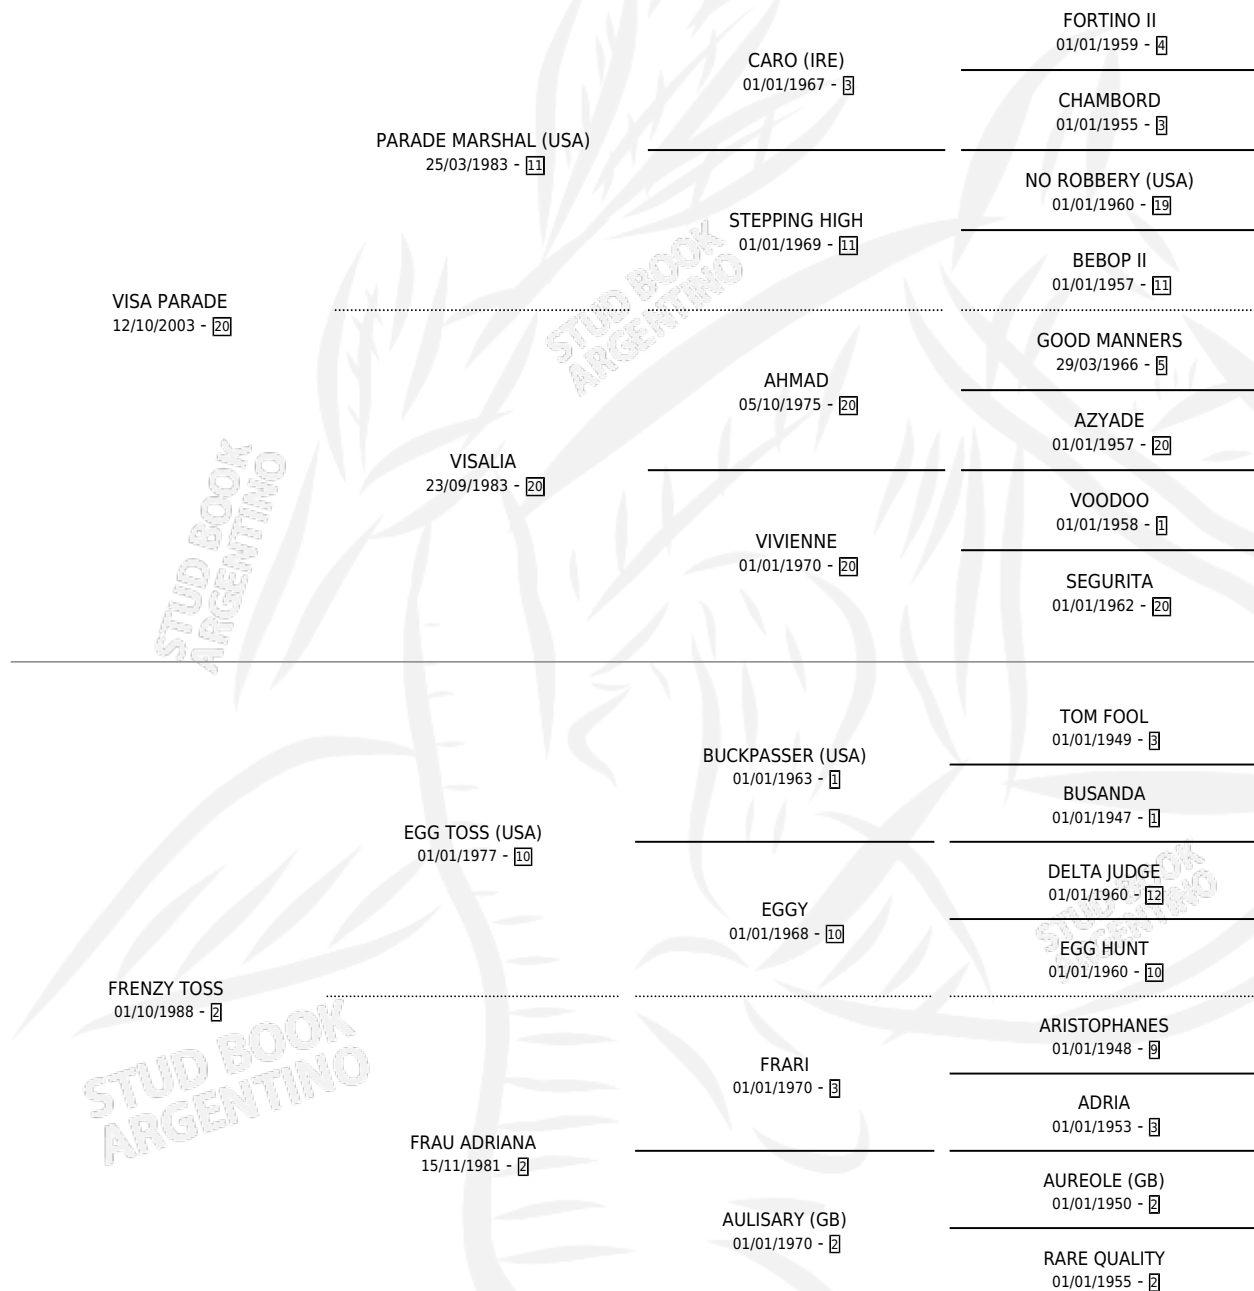 FORTINO II
01/01/1959 - 4
CARO (IRE)
01/01/1967 - 3
CHAMBORD
01/01/1955 - 3
PARADE MARSHAL (USA)
25/03/1983 - 11
NO ROBBERY (USA)
01/01/1960 - 19
STEPPING HIGH
01/01/1969 - 11
BEBOP II
01/01/1957 - 11
VISA PARADE
12/10/2003 - 20
STUD BOOK
ARGENTINO
GOOD MANNERS
29/03/1966 - 5
AHMAD
05/10/1975 - 20
AZYADE
01/01/1957 - 20
VISALIA
23/09/1983 - 20
VOODOO
01/01/1958 - 1
VIVIENNE
01/01/1970 - 20
SEGURITA
01/01/1962 - 20
STUD BOOK
ARGENTINO
TOM FOOL
01/01/1949 - 3
BUCKPASSER (USA)
01/01/1963 - 1
BUSANDA
01/01/1947 - 1
EGG TOSS (USA)
01/01/1977 - 10
DELTA JUDGE
01/01/1960 - 12
EGGY
01/01/1968 - 10
STUD BOOK
ARGENTINO
EGG HUNT
01/01/1960 - 10
FRENZY TOSS
01/10/1988 - 2
STUD BOOK
ARGENTINO
ARISTOPHANES
01/01/1948 - 9
FRARI
01/01/1970 - 3
ADRIA
01/01/1953 - 3
FRAU ADRIANA
15/11/1981 - 2
AUREOLE (GB)
01/01/1950 - 2
AULISARY (GB)
01/01/1970 - 2
RARE QUALITY
01/01/1955 - 2